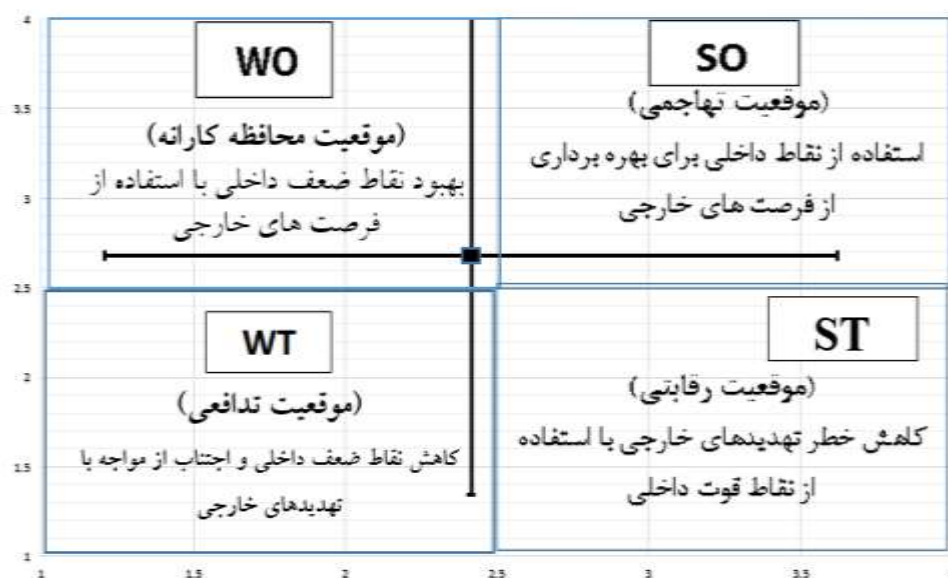 4
3.5
3
2.5
2
1.5
1
WO
(موقعیت محافظه کارانه)
بهبود نقاط ضعف داخلی با استفاده از
فرصت های خارجی
SO
(موقعیت تهاجمی)
استفاده از نقاط داخلی برای بهره برداری
از فرصت های خارجی
WT
(موقعیت تدافعی)
کاهش نقاط ضعف داخلی و اجتناب از مواجه با
تهدیدهای خارجی
ST
(موقعیت رقابتی)
کاهش خطر تهدیدهای خارجی با استفاده
از نقاط قوت داخلی
1 1.5 2 2.5 3 3.5